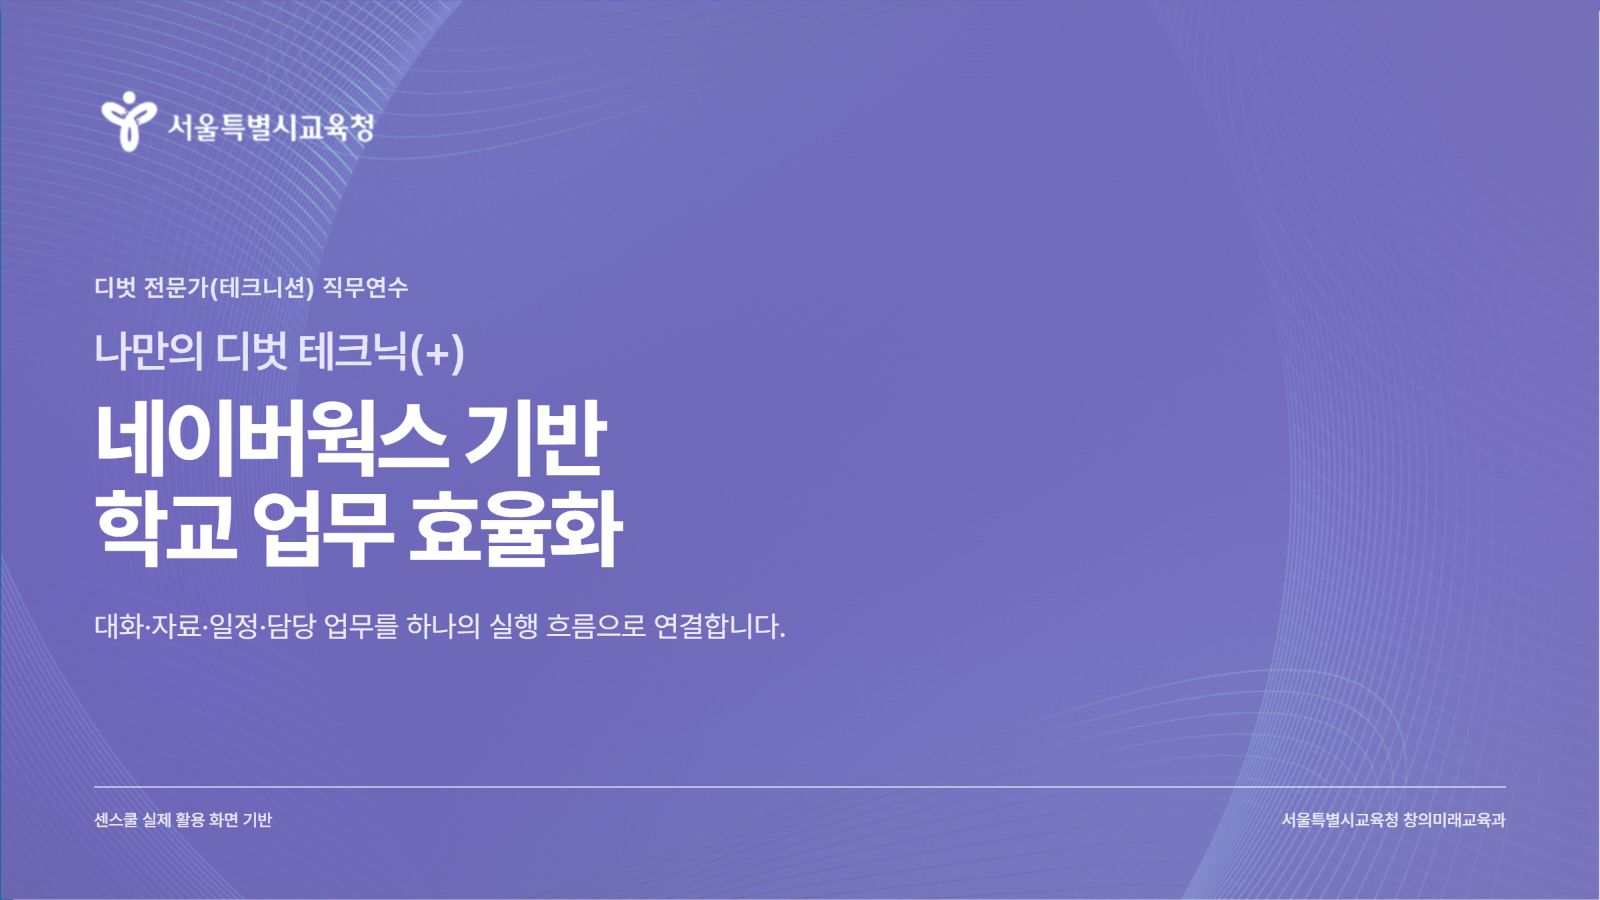 서울특별시교육청
디벗 전문가(테크니션) 직무연수
나만의 디벗 테크닉(+)
네이버웍스 기반
학교 업무 효율화
대화·자료·일정·담당 업무를 하나의 실행 흐름으로 연결합니다.
센스쿨 실제 활용 화면 기반
서울특별시교육청 창의미래교육과